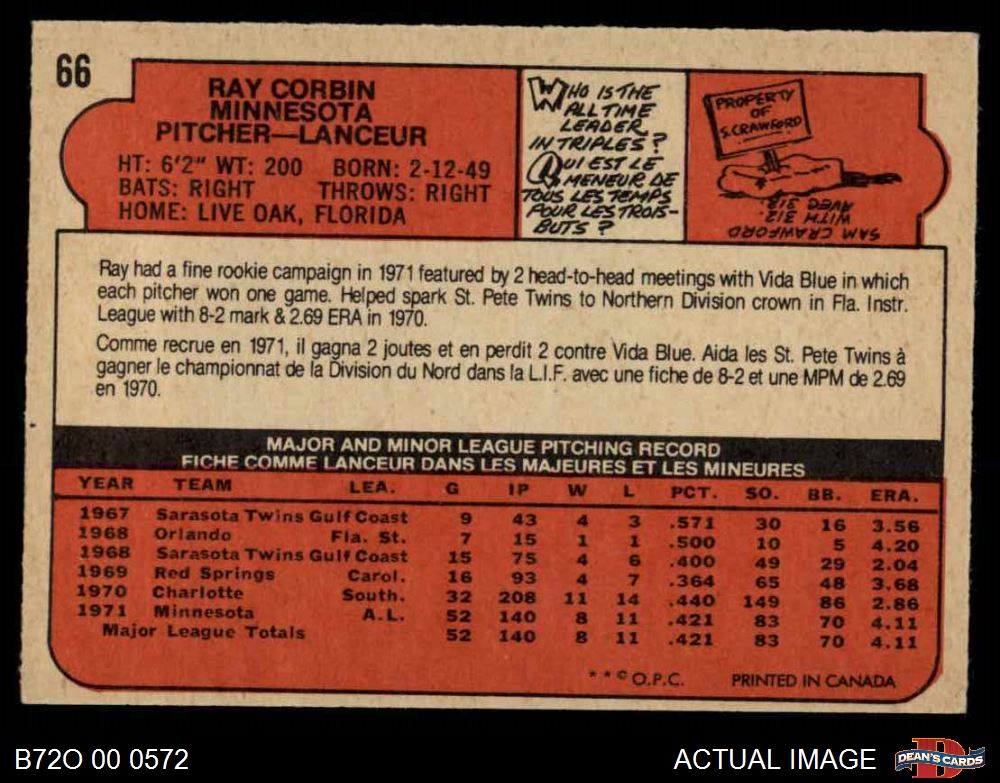 66
RAY CORBIN
MINNESOTA
PITCHER—LANCEUR
HT: 6'2" WT: 200 BORN: 2-12-49
BATS: RIGHT THROWS: RIGHT
HOME: LIVE OAK, FLORIDA
WHO IS THE
ALL TIME
LEADER
IN TRIPLES?
QUI EST LE
MENEUR DE
TOUS LES TEMPS
POUR LES TROIS-
BUTS?
PROPERTY
OF
S. CRAWFORD
SAM CRAWFORD
WITH 312.
AVEC 312.
Ray had a fine rookie campaign in 1971 featured by 2 head-to-head meetings with Vida Blue in which
each pitcher won one game. Helped spark St. Pete Twins to Northern Division crown in Fla. Instr.
League with 8-2 mark & 2.69 ERA in 1970.
Comme recrue en 1971, il gagna 2 joutes et en perdit 2 contre Vida Blue. Aida les St. Pete Twins à
gagner le championnat de la Division du Nord dans la L.I.F. avec une fiche de 8-2 et une MPM de 2.69
en 1970.
MAJOR AND MINOR LEAGUE PITCHING RECORD
FICHE COMME LANCEUR DANS LES MAJEURES ET LES MINEURES
YEAR TEAM LEA. G IP W L PCT. SO. BB. ERA.
1967 Sarasota Twins Gulf Coast 9 43 4 3 .571 30 16 3.56
1968 Orlando Fla. St. 7 15 1 1 .500 10 5 4.20
1968 Sarasota Twins Gulf Coast 15 75 4 6 .400 49 29 2.04
1969 Red Springs Carol. 16 93 4 7 .364 65 48 3.68
1970 Charlotte South. 32 208 11 14 .440 149 86 2.86
1971 Minnesota A.L. 52 140 8 11 .421 83 70 4.11
Major League Totals 52 140 8 11 .421 83 70 4.11
* * © O.P.C. PRINTED IN CANADA
B72O 00 0572
ACTUAL IMAGE
D
DEAN'S CARDS